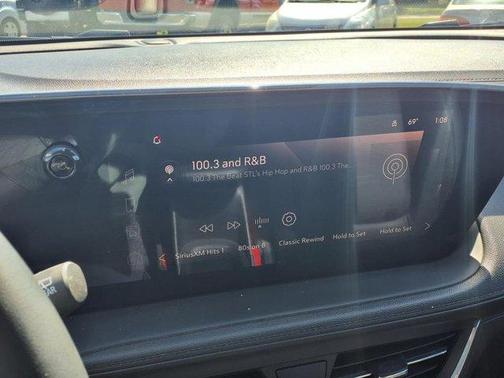 69° 1:08
100.3 and R&B
100.3 The Beat STL's Hip Hop and R&B 100.3 The...
SiriusXM Hits 1 80s on 8 Classic Rewind Hold to Set Hold to Set